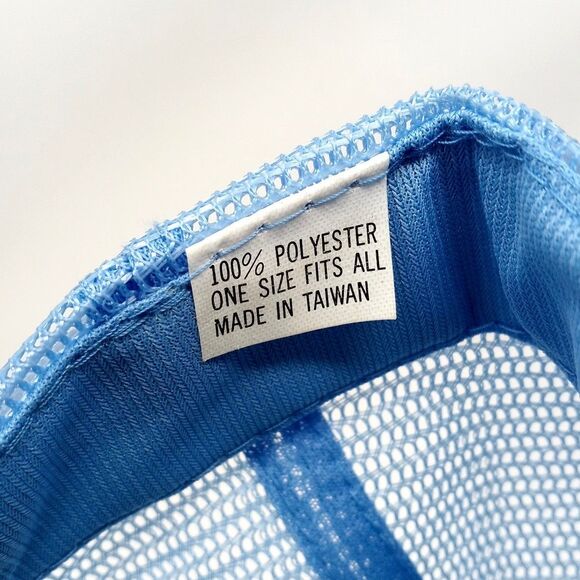 100% POLYESTER
ONE SIZE FITS ALL
MADE IN TAIWAN